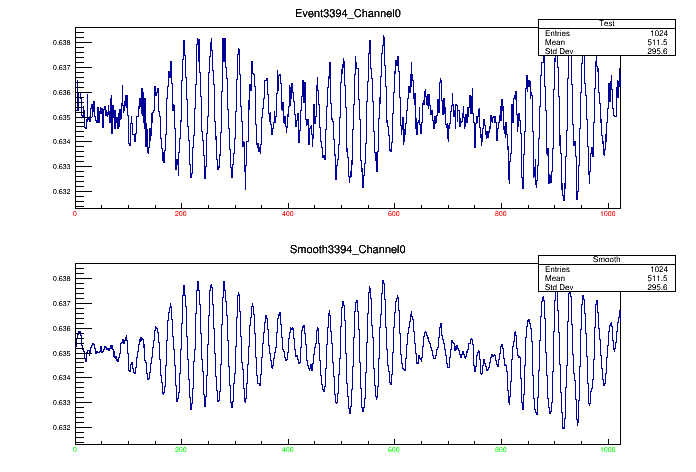 Event3394_Channel0
Test
Entries 1024
Mean 511.5
Std Dev 295.6
0.638
0.637
0.636
0.635
0.634
0.633
0.632
0 200 400 600 800 1000
Smooth3394_Channel0
Smooth
Entries 1024
Mean 511.5
Std Dev 295.6
0.638
0.637
0.636
0.635
0.634
0.633
0.632
0 200 400 600 800 1000